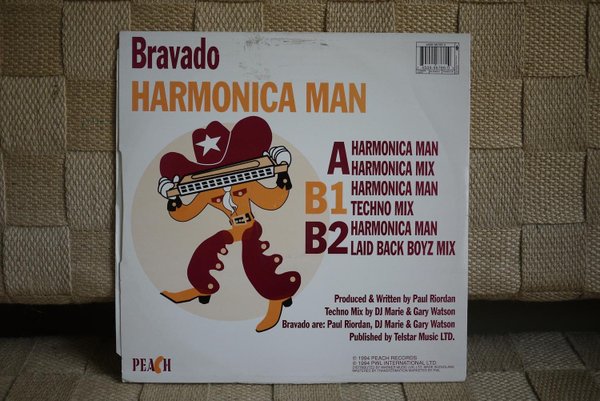 Bravado
HARMONICA MAN
A HARMONICA MAN
HARMONICA MIX
B1 HARMONICA MAN
TECHNO MIX
B2 HARMONICA MAN
LAID BACK BOYZ MIX
Produced & Written by Paul Riordan
Techno Mix by DJ Marie & Gary Watson
Bravado are: Paul Riordan, DJ Marie & Gary Watson
Published by Telstar Music LTD.
PEACH
© 1994 PEACH RECORDS
℗ 1994 PWL INTERNATIONAL LTD.